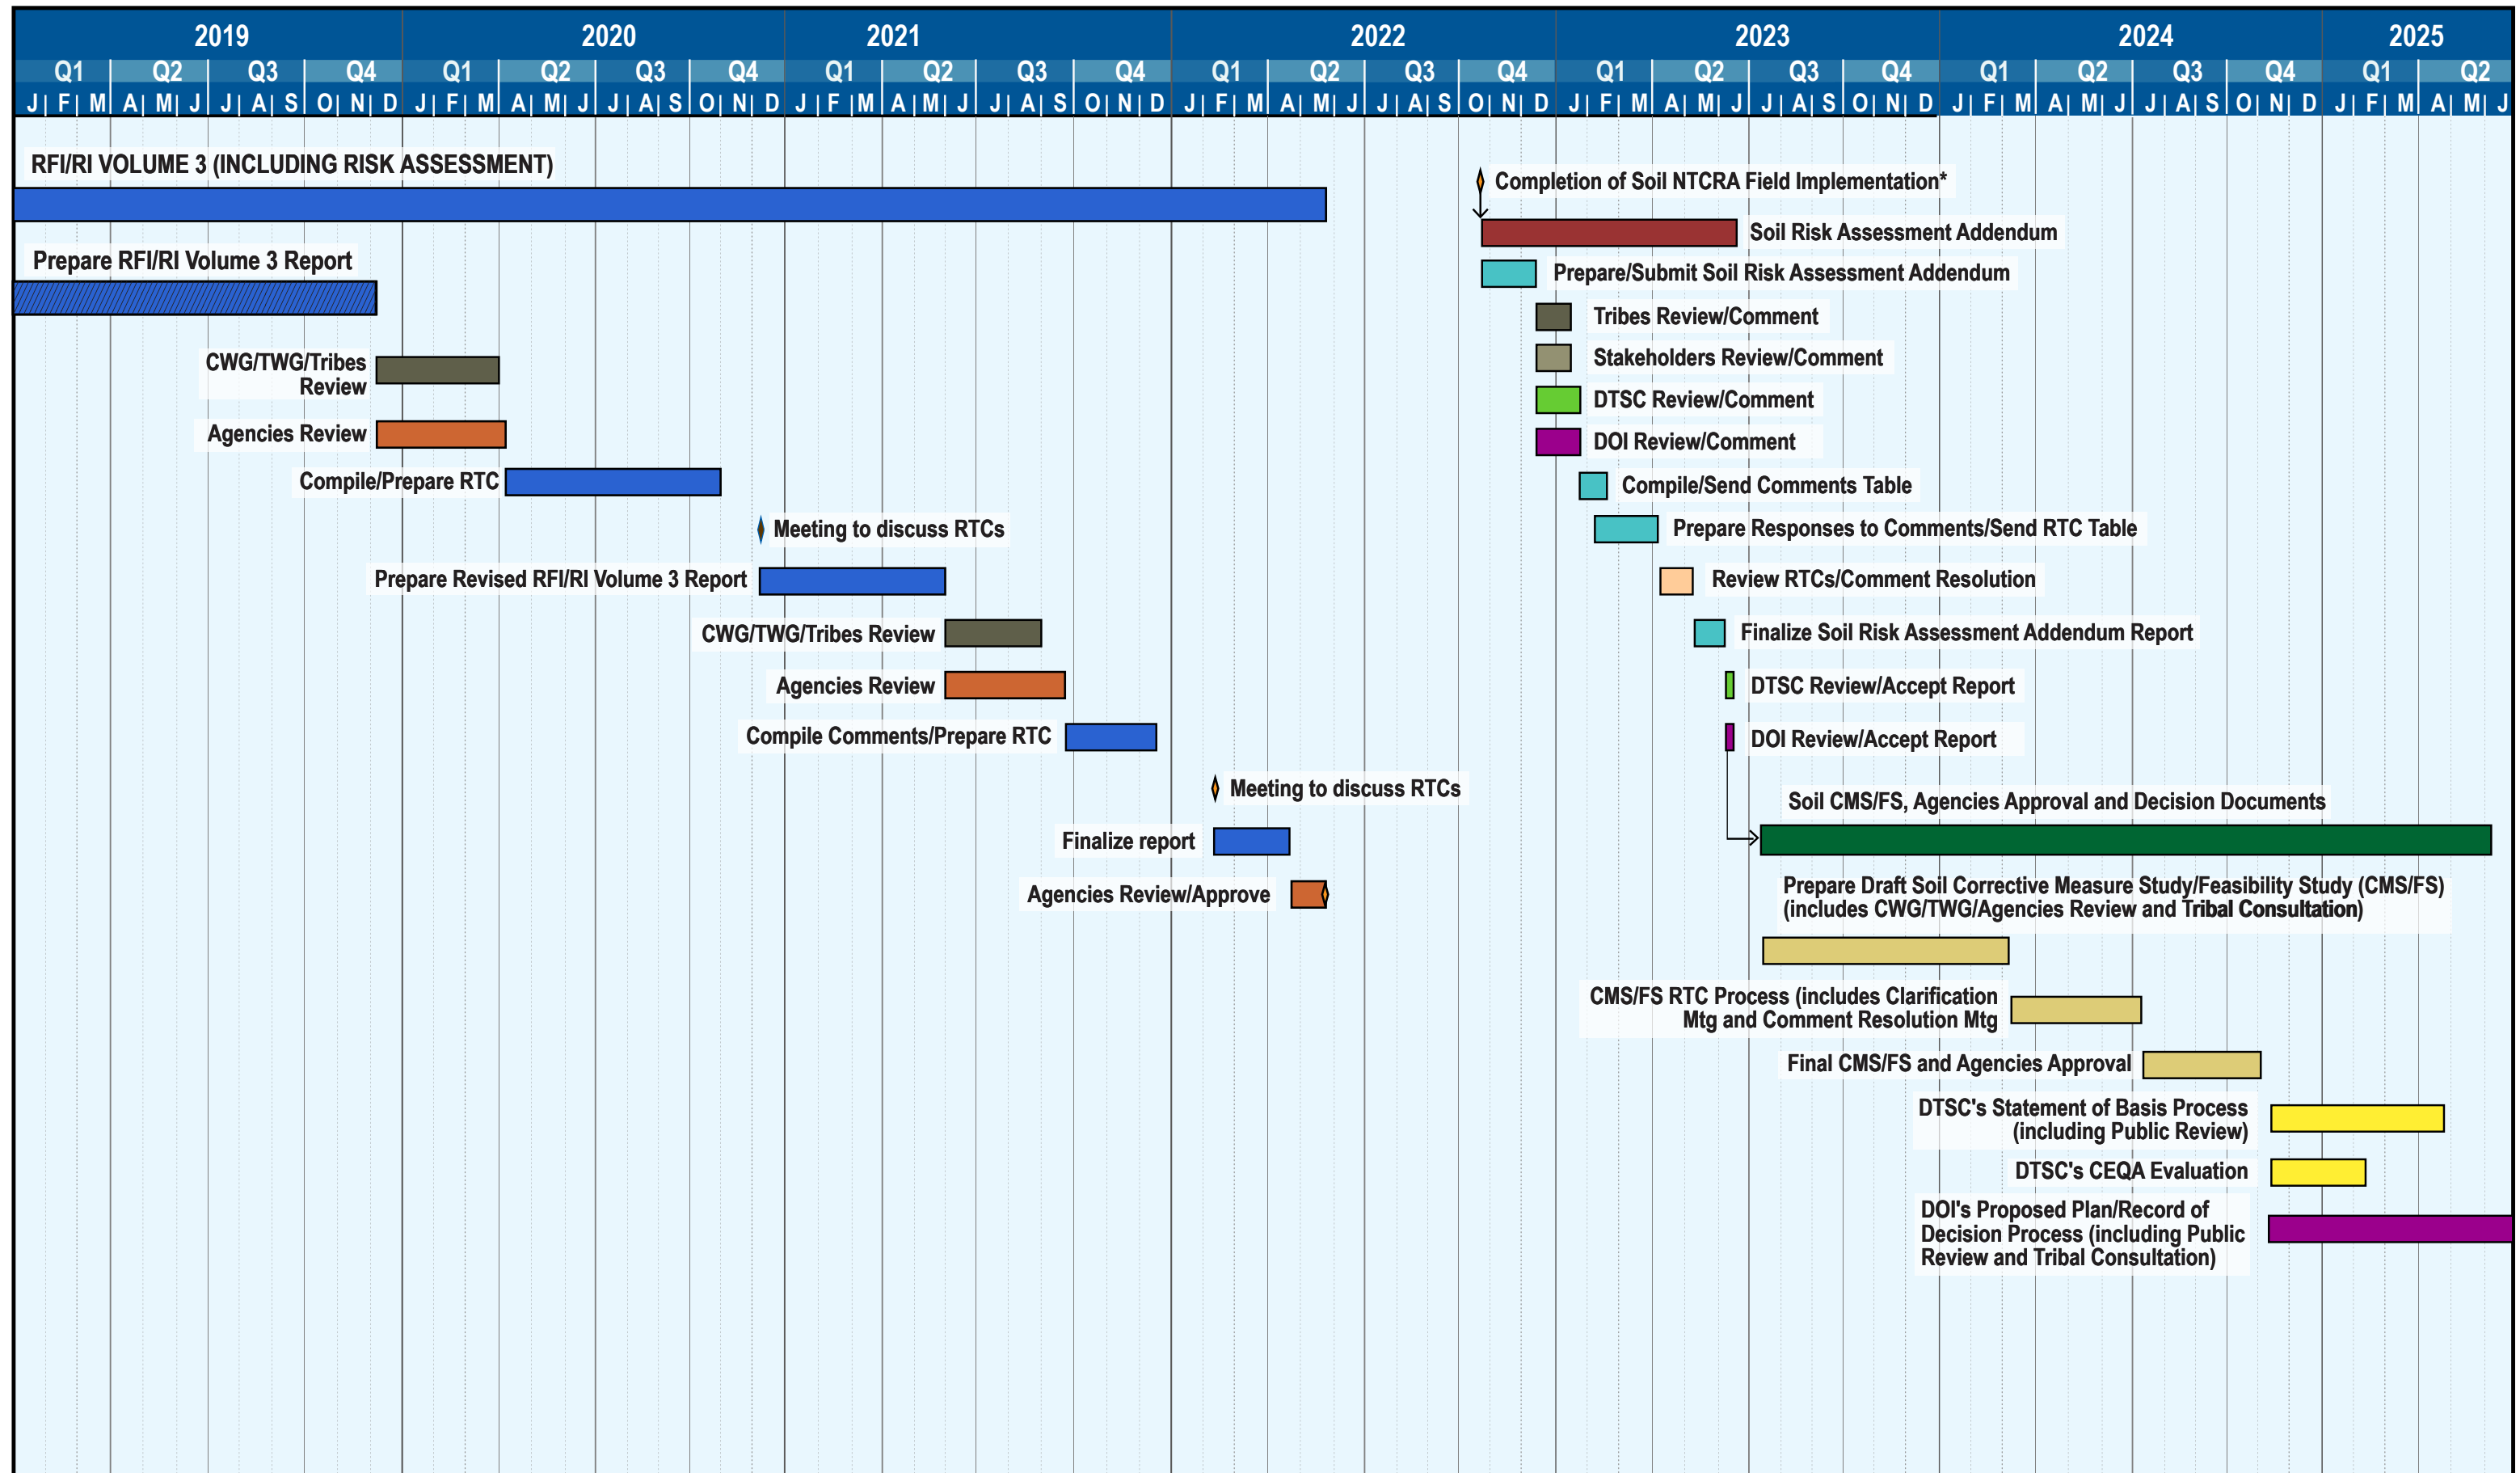 2019 2020 2021 2022 2023 2024 2025
Q1 Q2 Q3 Q4 Q1 Q2 Q3 Q4 Q1 Q2 Q3 Q4 Q1 Q2 Q3 Q4 Q1 Q2 Q3 Q4 Q1 Q2 Q3 Q4 Q1 Q2
J F M A M J J A S O N D J F M A M J J A S O N D J F M A M J J A S O N D J F M A M J J A S O N D J F M A M J J A S O N D J F M A M J J A S O N D J F M A M J
RFI/RI VOLUME 3 (INCLUDING RISK ASSESSMENT)
Prepare RFI/RI Volume 3 Report
CWG/TWG/Tribes
Review
Agencies Review
Compile/Prepare RTC
Meeting to discuss RTCs
Prepare Revised RFI/RI Volume 3 Report
CWG/TWG/Tribes Review
Agencies Review
Compile Comments/Prepare RTC
Meeting to discuss RTCs
Finalize report
Agencies Review/Approve
Completion of Soil NTCRA Field Implementation*
Soil Risk Assessment Addendum
Prepare/Submit Soil Risk Assessment Addendum
Tribes Review/Comment
Stakeholders Review/Comment
DTSC Review/Comment
DOI Review/Comment
Compile/Send Comments Table
Prepare Responses to Comments/Send RTC Table
Review RTCs/Comment Resolution
Finalize Soil Risk Assessment Addendum Report
DTSC Review/Accept Report
DOI Review/Accept Report
Soil CMS/FS, Agencies Approval and Decision Documents
Prepare Draft Soil Corrective Measure Study/Feasibility Study (CMS/FS)
(includes CWG/TWG/Agencies Review and Tribal Consultation)
CMS/FS RTC Process (includes Clarification
Mtg and Comment Resolution Mtg
Final CMS/FS and Agencies Approval
DTSC's Statement of Basis Process
(including Public Review)
DTSC's CEQA Evaluation
DOI's Proposed Plan/Record of
Decision Process (including Public
Review and Tribal Consultation)